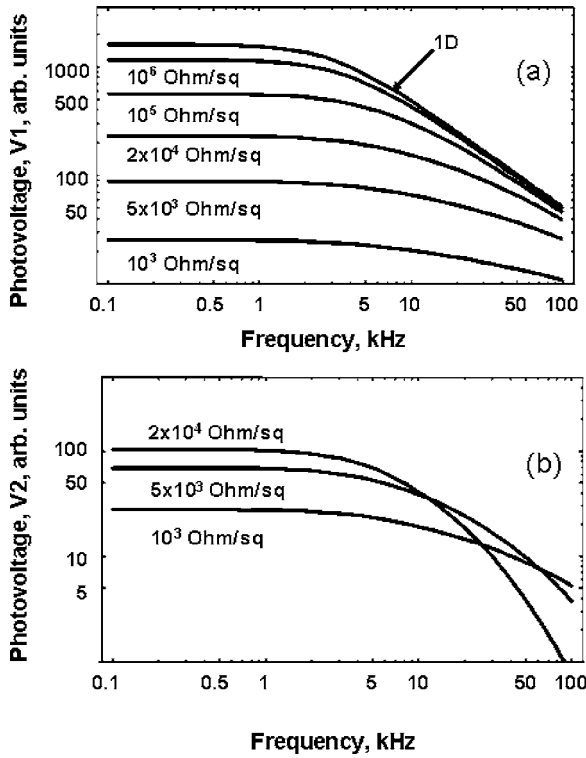 Photovoltage, V1, arb. units
1000
500
100
50
1D
(a)
10⁶ Ohm/sq
10⁵ Ohm/sq
2x10⁴ Ohm/sq
5x10³ Ohm/sq
10³ Ohm/sq
0.1 0.5 1 5 10 50 100
Frequency, kHz
Photovoltage, V2, arb. units
100
50
10
5
(b)
2x10⁴ Ohm/sq
5x10³ Ohm/sq
10³ Ohm/sq
0.1 1 5 10 50 100
Frequency, kHz